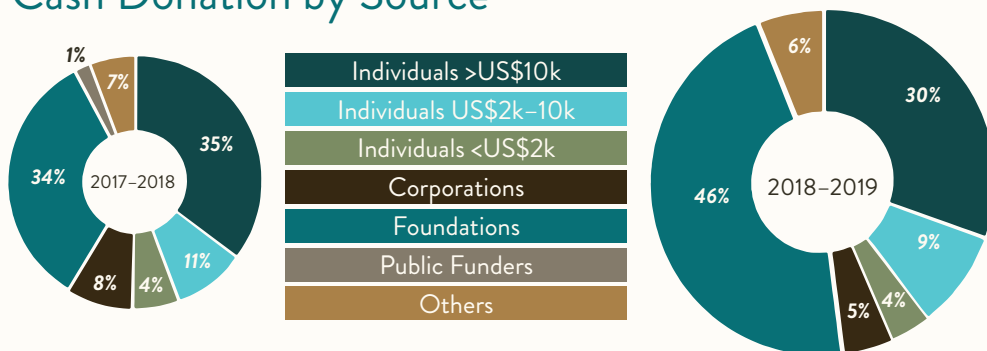 Cash Donation by Source
1%
7%
35%
34%
2017–2018
11%
8%
4%
Individuals >US$10k
Individuals US$2k–10k
Individuals <US$2k
Corporations
Foundations
Public Funders
Others
6%
30%
46%
2018–2019
9%
4%
5%